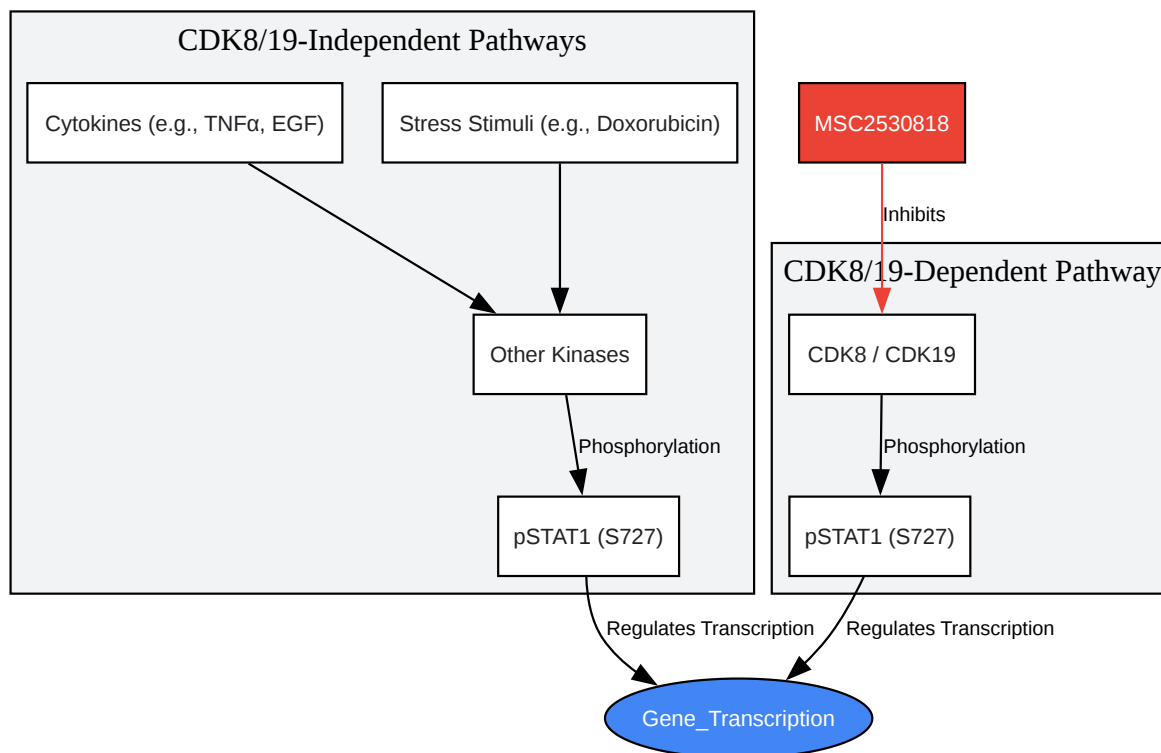 CDK8/19-Independent Pathways
Cytokines (e.g., TNFα, EGF)
Stress Stimuli (e.g., Doxorubicin)
MSC2530818
Inhibits
CDK8/19-Dependent Pathway
Other Kinases
CDK8 / CDK19
Phosphorylation
Phosphorylation
pSTAT1 (S727)
pSTAT1 (S727)
Regulates Transcription
Regulates Transcription
Gene_Transcription